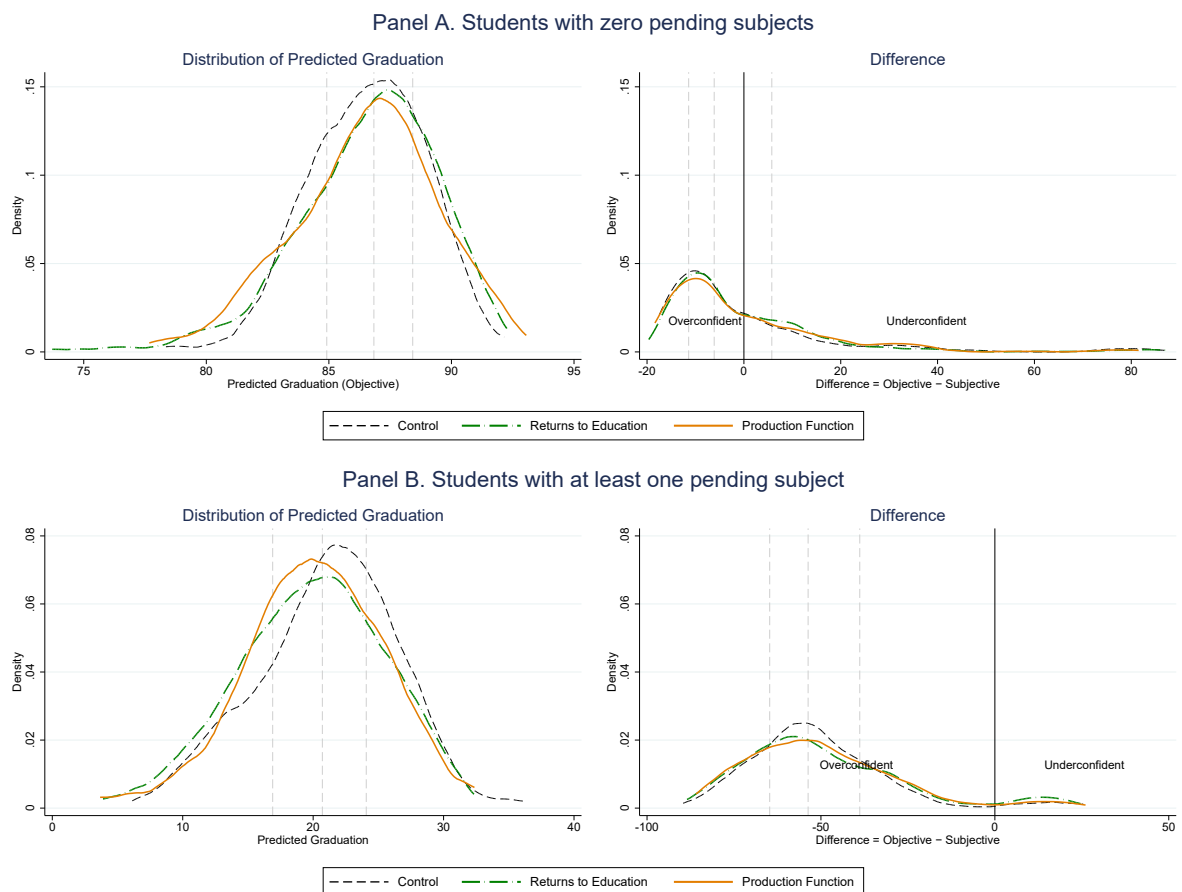 Panel A. Students with zero pending subjects
Distribution of Predicted Graduation
Density
0
.05
.1
.15
75
80
85
90
95
Predicted Graduation (Objective)
Difference
Density
0
.05
.1
.15
Overconfident
Underconfident
-20
0
20
40
60
80
Difference = Objective − Subjective
Control
Returns to Education
Production Function
Panel B. Students with at least one pending subject
Distribution of Predicted Graduation
Density
0
.02
.04
.06
.08
0
10
20
30
40
Predicted Graduation
Difference
Density
0
.02
.04
.06
.08
Overconfident
Underconfident
-100
-50
0
50
Difference = Objective − Subjective
Control
Returns to Education
Production Function